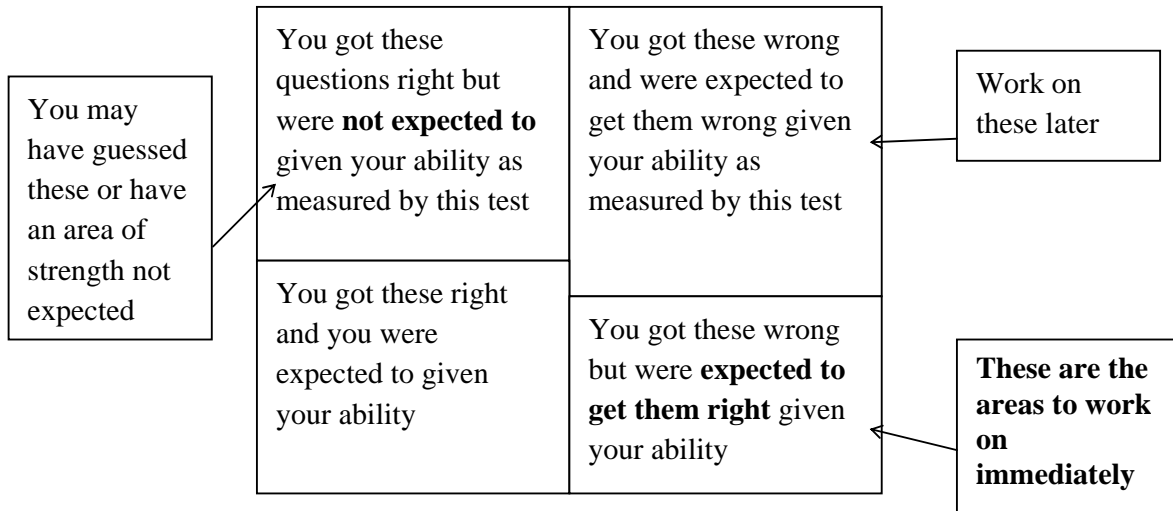 You may
have guessed
these or have
an area of
strength not
expected
You got these
questions right but
were not expected to
given your ability as
measured by this test
You got these wrong
and were expected to
get them wrong given
your ability as
measured by this test
Work on
these later
You got these right
and you were
expected to given
your ability
You got these wrong
but were expected to
get them right given
your ability
These are the
areas to work
on
immediately